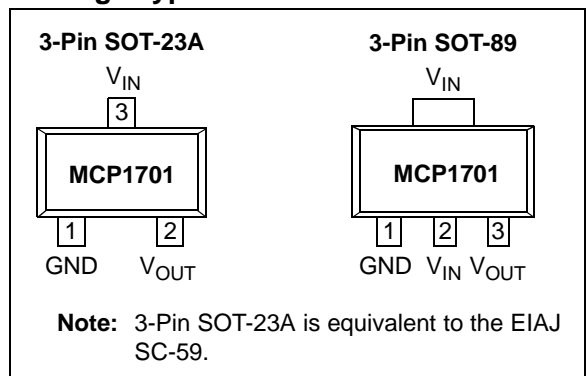 3-Pin SOT-23A
VIN
3
MCP1701
1 2
GND VOUT
3-Pin SOT-89
VIN
MCP1701
1 2 3
GND VIN VOUT
Note: 3-Pin SOT-23A is equivalent to the EIAJ
SC-59.